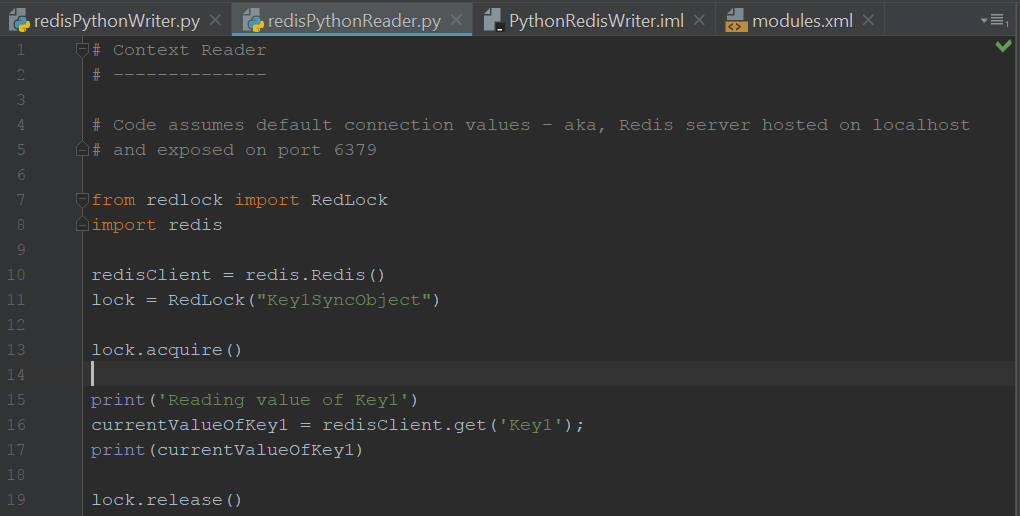 redisPythonWriter.py redisPythonReader.py PythonRedisWriter.iml modules.xml 1
1 # Context Reader
2 # --------------
3
4 # Code assumes default connection values - aka, Redis server hosted on localhost
5 # and exposed on port 6379
6
7 from redlock import RedLock
8 import redis
9
10 redisClient = redis.Redis()
11 lock = RedLock("Key1SyncObject")
12
13 lock.acquire()
14
15 print('Reading value of Key1')
16 currentValueOfKey1 = redisClient.get('Key1');
17 print(currentValueOfKey1)
18
19 lock.release()